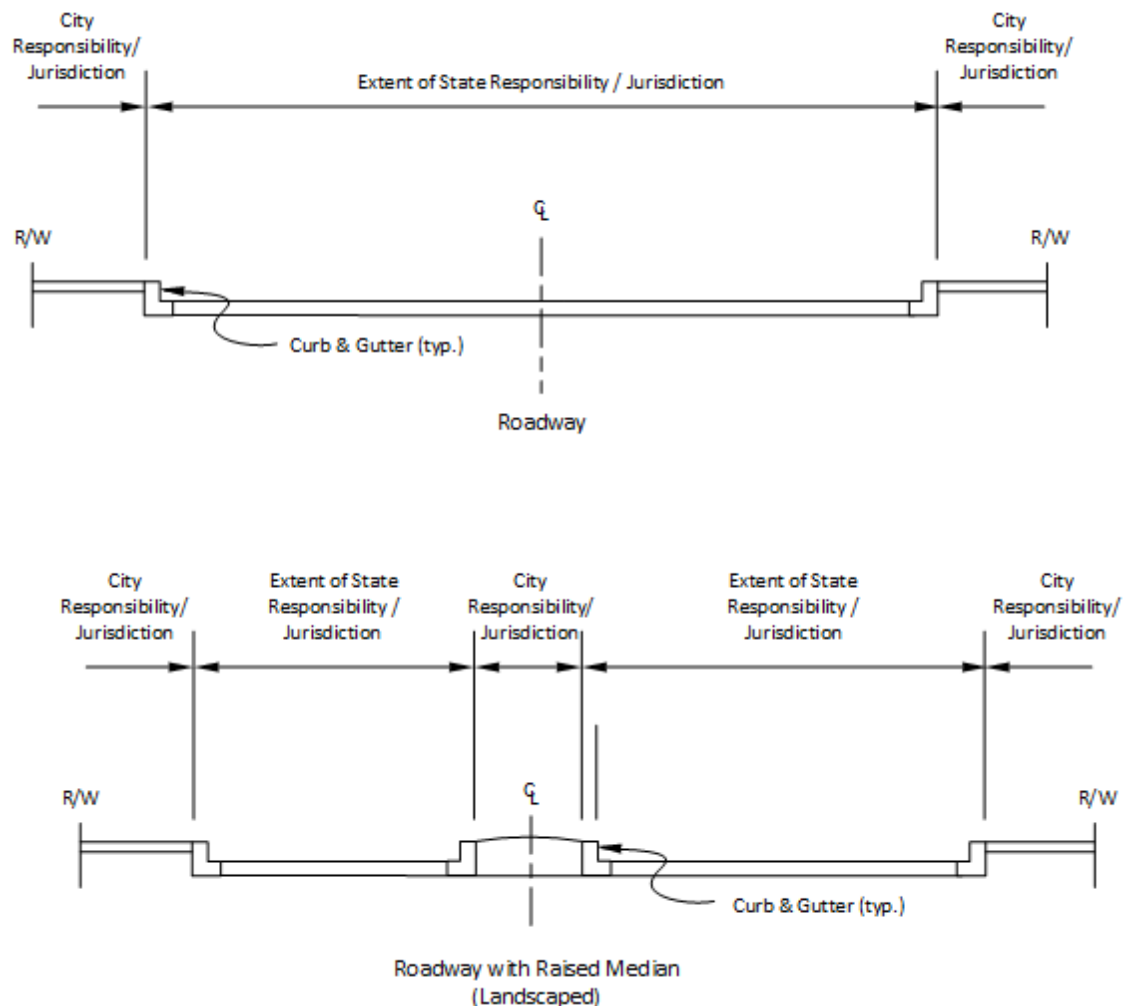 City
Responsibility/
Jurisdiction
Extent of State Responsibility / Jurisdiction
City
Responsibility/
Jurisdiction
R/W
℄
R/W
Curb & Gutter (typ.)
Roadway
City
Responsibility/
Jurisdiction
Extent of State
Responsibility /
Jurisdiction
City
Responsibility/
Jurisdiction
Extent of State
Responsibility /
Jurisdiction
City
Responsibility/
Jurisdiction
R/W
℄
R/W
Curb & Gutter (typ.)
Roadway with Raised Median
(Landscaped)